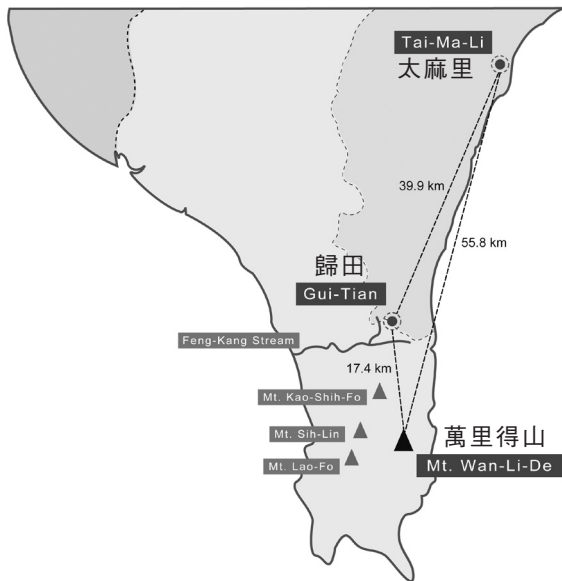 Tai-Ma-Li
太麻里
39.9 km
55.8 km
歸田
Gui-Tian
Feng-Kang Stream
17.4 km
Mt. Kao-Shih-Fo
Mt. Sih-Lin
萬里得山
Mt. Lao-Fo
Mt. Wan-Li-De